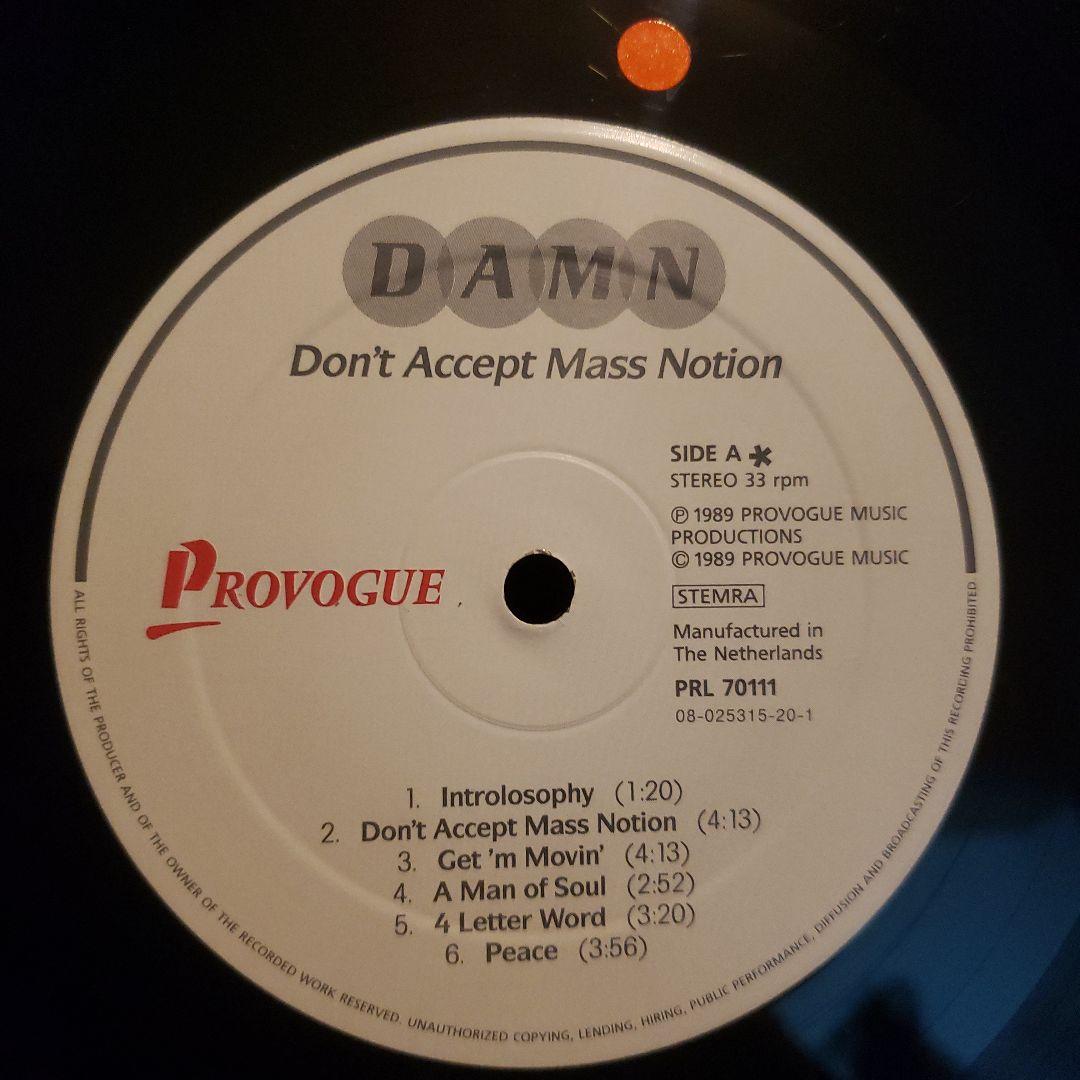 DAMN
Don't Accept Mass Notion
SIDE A *
STEREO 33 rpm
℗ 1989 PROVOGUE MUSIC
PRODUCTIONS
© 1989 PROVOGUE MUSIC
STEMRA
Manufactured in
The Netherlands
PRL 70111
08-025315-20-1
PROVOGUE
1. Introlosophy (1:20)
2. Don't Accept Mass Notion (4:13)
3. Get 'm Movin' (4:13)
4. A Man of Soul (2:52)
5. 4 Letter Word (3:20)
6. Peace (3:56)
ALL RIGHTS OF THE PRODUCER AND OF THE OWNER OF THE RECORDED WORK RESERVED. UNAUTHORIZED COPYING, LENDING, HIRING, PUBLIC PERFORMANCE, DIFFUSION AND BROADCASTING OF THIS RECORDING PROHIBITED